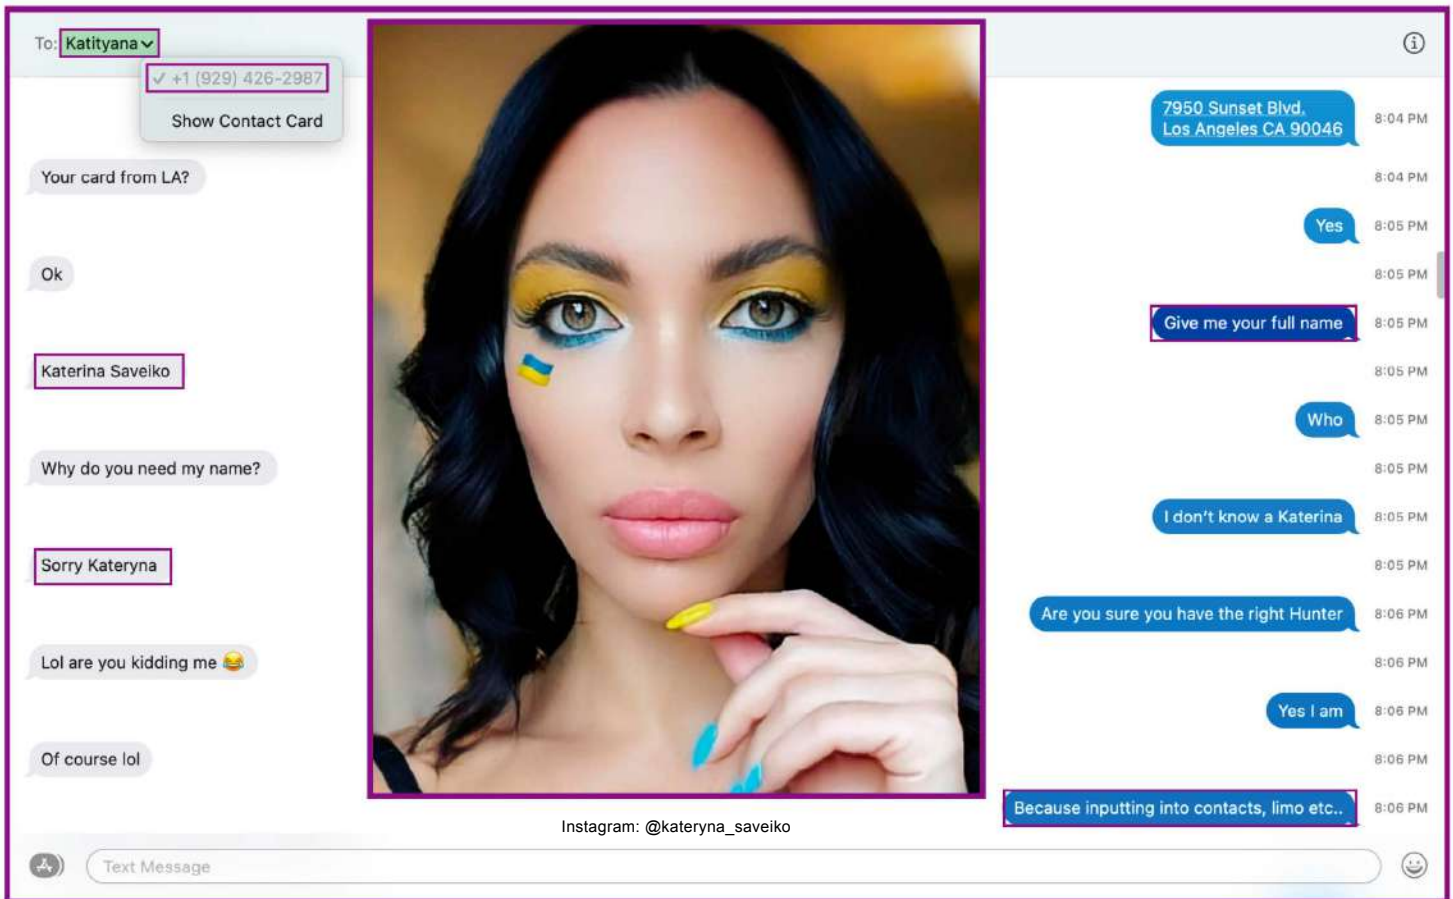 To: Katityana
✓ +1 (929) 426-2987
Show Contact Card
7950 Sunset Blvd.
Los Angeles CA 90046
8:04 PM
Your card from LA?
8:04 PM
Yes
8:05 PM
Ok
8:05 PM
Give me your full name
8:05 PM
Katerina Saveiko
8:05 PM
Who
8:05 PM
Why do you need my name?
8:05 PM
I don't know a Katerina
8:05 PM
Sorry Kateryna
8:05 PM
Are you sure you have the right Hunter
8:06 PM
Lol are you kidding me 😂
8:06 PM
Yes I am
8:06 PM
Of course lol
8:06 PM
Because inputting into contacts, limo etc..
8:06 PM
Instagram: @kateryna_saveiko
Text Message